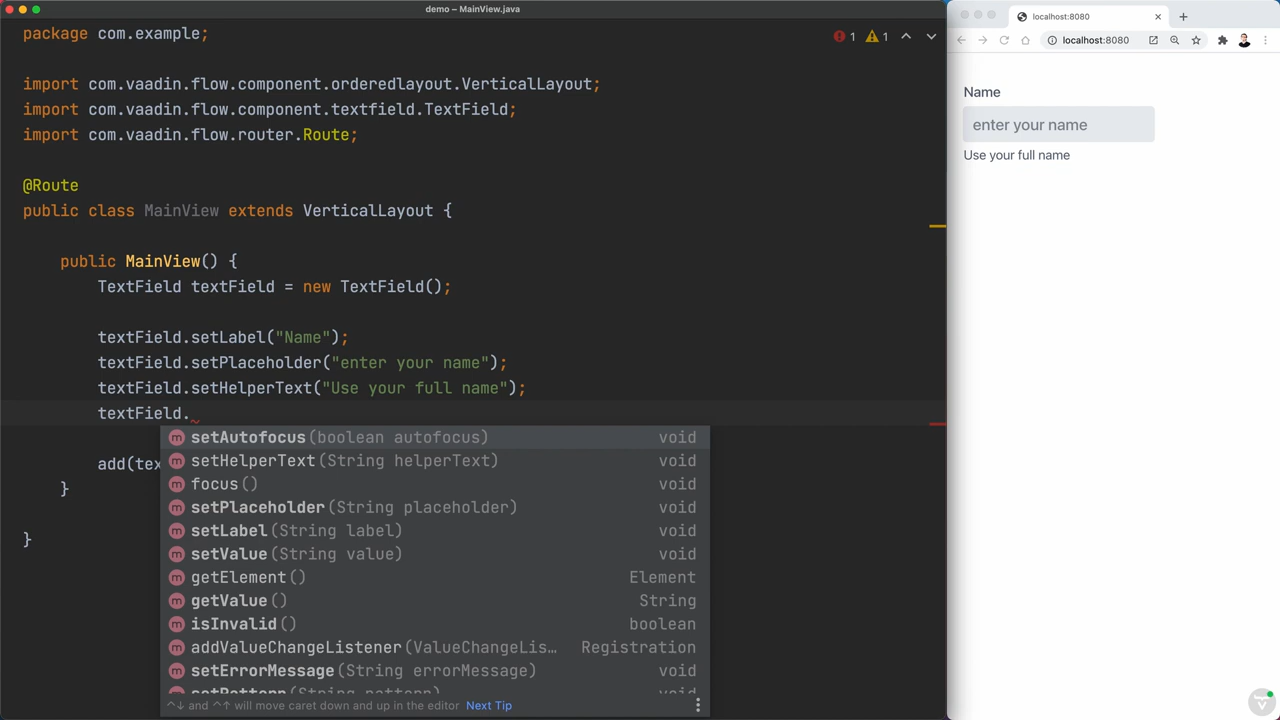 demo – MainView.java
package com.example;
1
1
import com.vaadin.flow.component.orderedlayout.VerticalLayout;
import com.vaadin.flow.component.textfield.TextField;
import com.vaadin.flow.router.Route;
@Route
public class MainView extends VerticalLayout {
public MainView() {
TextField textField = new TextField();
textField.setLabel("Name");
textField.setPlaceholder("enter your name");
textField.setHelperText("Use your full name");
textField.
add(tex
}
}
setAutofocus(boolean autofocus) void
setHelperText(String helperText) void
focus() void
setPlaceholder(String placeholder) void
setLabel(String label) void
setValue(String value) void
getElement() Element
getValue() String
isInvalid() boolean
addValueChangeListener(ValueChangeLis… Registration
setErrorMessage(String errorMessage) void
setPattern(String pattern)
^↓ and ^↑ will move caret down and up in the editor Next Tip
localhost:8080
localhost:8080
Name
enter your name
Use your full name